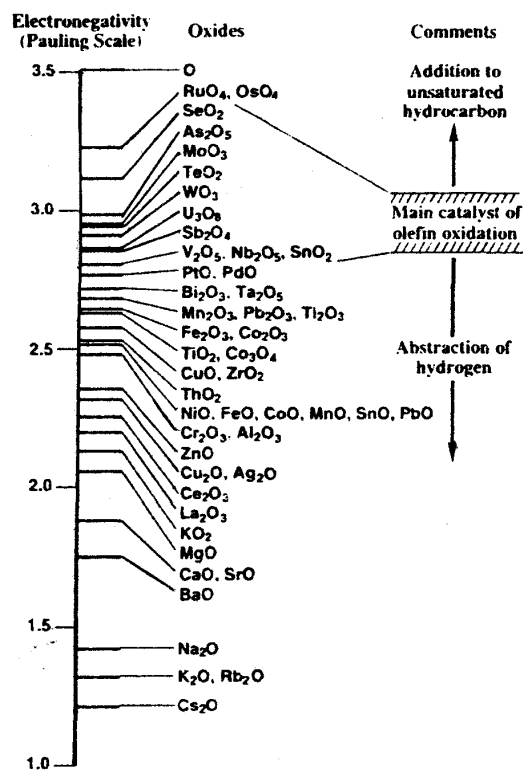 Electronegativity
(Pauling Scale)
Oxides
Comments
3.5
O
RuO4, OsO4
SeO2
As2O5
MoO3
TeO2
WO3
U3O8
Sb2O4
V2O5, Nb2O5, SnO2
PtO, PdO
Bi2O3, Ta2O5
Mn2O3, Pb2O3, Tl2O3
Fe2O3, Co2O3
TiO2, Co3O4
CuO, ZrO2
ThO2
NiO, FeO, CoO, MnO, SnO, PbO
Cr2O3, Al2O3
ZnO
Cu2O, Ag2O
Ce2O3
La2O3
KO2
MgO
CaO, SrO
BaO
Na2O
K2O, Rb2O
Cs2O
3.0
2.5
2.0
1.5
1.0
Addition to
unsaturated
hydrocarbon
Main catalyst of
olefin oxidation
Abstraction of
hydrogen